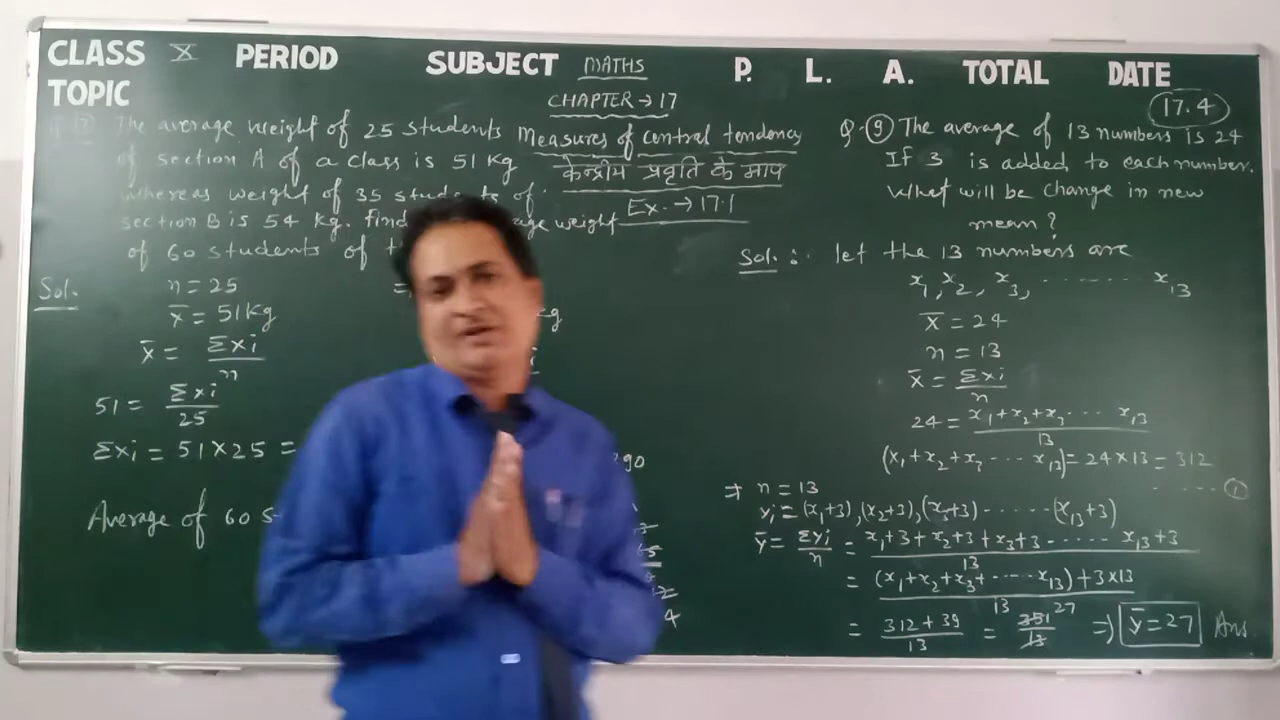 CLASS X PERIOD SUBJECT MATHS P. L. A. TOTAL DATE
TOPIC
CHAPTER → 17
Measures of central tendency
केन्द्रीय प्रवृति के माप
Ex. → 17.1
17.4
The average weight of 25 students
of section A of a class is 51 Kg
whereas weight of 35 students of
section B is 54 kg. Find age weight
of 60 students of
Sol. n = 25
x̄ = 51Kg
x̄ = Σxi / n
51 = Σxi / 25
Σxi = 51 × 25 =
Average of 60 S
Q. 9 The average of 13 numbers is 24
If 3 is added to each number.
What will be change in new
mean?
Sol. : let the 13 numbers are
x₁, x₂, x₃, ........ x₁₃
x̄ = 24
n = 13
x̄ = Σxi / n
24 = x₁+x₂+x₃ .... x₁₃ / 13
(x₁+x₂+x₃ .... x₁₃) = 24×13 = 312
..... 1
⇒ n = 13
yi = (x₁+3), (x₂+3), (x₃+3) ...... (x₁₃+3)
ȳ = Σyi / n = x₁+3+x₂+3+x₃+3 ...... x₁₃+3 / 13
= (x₁+x₂+x₃+ .... x₁₃) + 3×13 / 13
= 312+39 / 13 = 351 / 13 27 ⇒ ȳ = 27 Ans